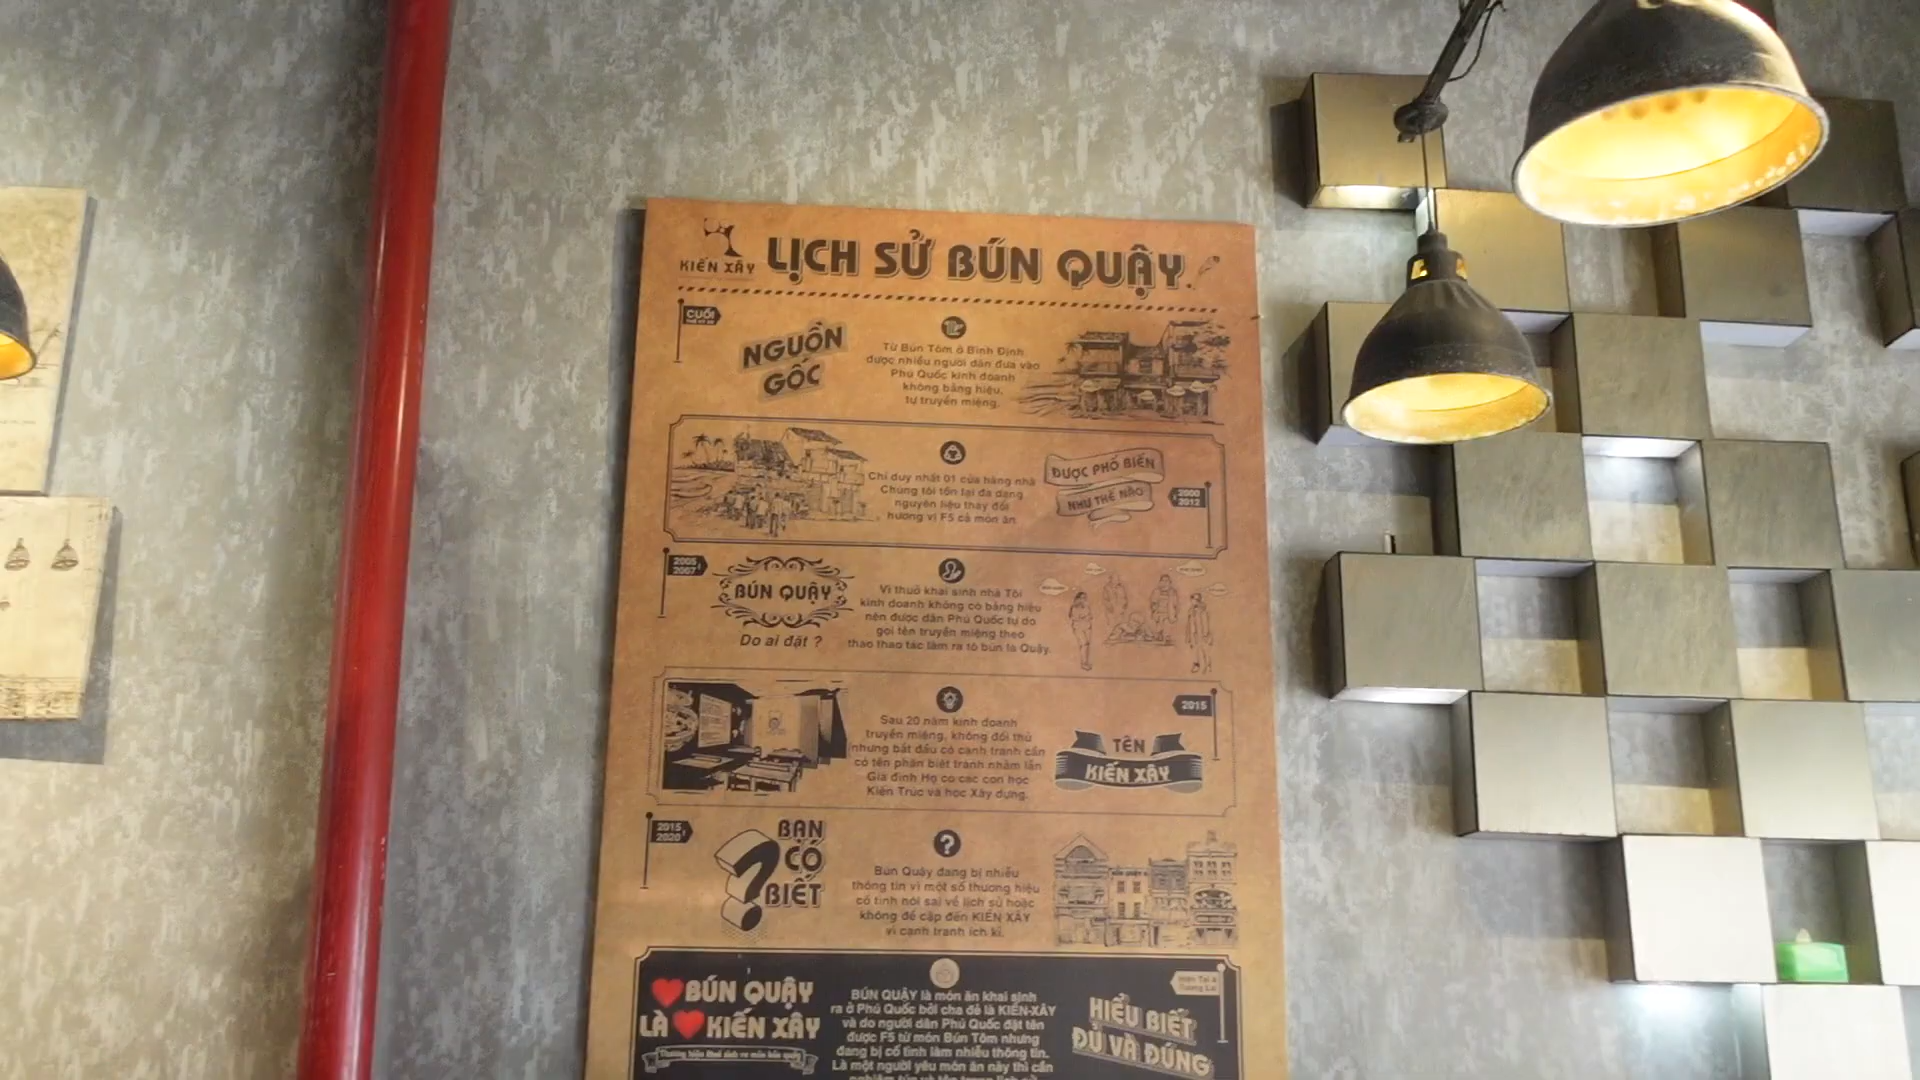 KIẾN XÂY
LỊCH SỬ BÚN QUẬY
CUỐI
NGUỒN
GỐC
Từ Bún Tôm ở Bình Định
được nhiều người dân đưa vào
Phú Quốc kinh doanh
không bảng hiệu,
tự truyền miệng.
Chỉ duy nhất 01 cửa hàng nhà
Chúng tôi tồn tại đa dạng
nguyên liệu thay đổi
hương vị F5 cả món ăn
ĐƯỢC PHỔ BIẾN
NHƯ THẾ NÀO
2000
2012
2005
2007
BÚN QUẬY
Do ai đặt ?
Vì thuở khai sinh nhà Tôi
kinh doanh không có bảng hiệu
nên được dân Phú Quốc tự do
gọi tên truyền miệng theo
thao thao tác làm ra tô bún là Quậy.
Sau 20 năm kinh doanh
truyền miệng, không đối thủ
nhưng bắt đầu có cạnh tranh cần
có tên phân biệt tránh nhầm lẫn
Gia đình Họ có các con học
Kiến Trúc và học Xây dựng.
2015
TÊN
KIẾN XÂY
2015
2020
BẠN
CÓ
BIẾT
?
Bún Quậy đang bị nhiễu
thông tin vì một số thương hiệu
cố tình nói sai về lịch sử hoặc
không đề cập đến KIẾN XÂY
vì cạnh tranh ích kỉ.
BÚN QUẬY
LÀ KIẾN XÂY
BÚN QUẬY là món ăn khai sinh
ra ở Phú Quốc bởi cha đẻ là KIẾN-XÂY
và do người dân Phú Quốc đặt tên
được F5 từ món Bún Tôm nhưng
đang bị cố tình làm nhiễu thông tin.
Là một người yêu món ăn này thì cần
Hiện Tại &
Tương Lai
HIỂU BIẾT
ĐỦ VÀ ĐÚNG